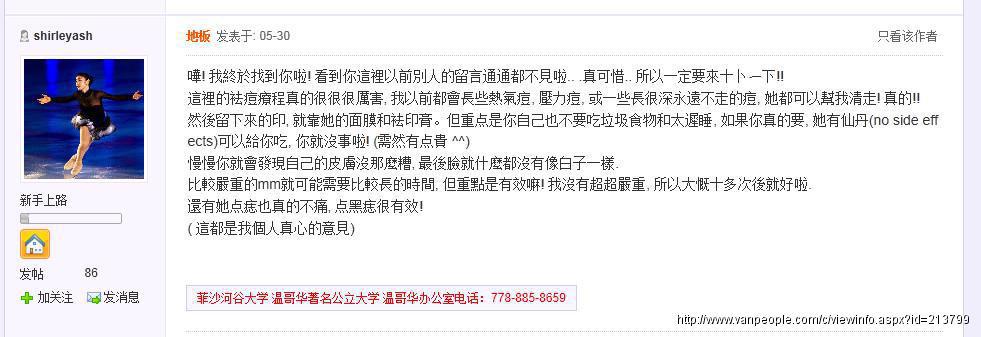 shirleyash
地板 发表于: 05-30
只看该作者
嘩! 我終於找到你啦! 看到你這裡以前別人的留言通通都不見啦.. .真可惜.. 所以一定要來十卜一下!!
這裡的祛痘療程真的很很很厲害, 我以前都會長些熱氣痘, 壓力痘, 或一些長很深永遠不走的痘, 她都可以幫我清走! 真的!!
然後留下來的印, 就靠她的面膜和祛印膏。但重点是你自己也不要吃垃圾食物和太遲睡, 如果你真的要, 她有仙丹(no side eff
ects)可以給你吃, 你就沒事啦! (需然有点貴 ^^)
慢慢你就會發現自己的皮膚沒那麼糟, 最後臉就什麼都沒有像白子一樣.
比較嚴重的mm就可能需要比較長的時間, 但重點是有效嘛! 我沒有超超嚴重, 所以大慨十多次後就好啦.
還有她点痣也真的不痛, 点黑痣很有效!
( 這都是我個人真心的意見)
新手上路
发帖 86
加关注 发消息
菲沙河谷大学 温哥华著名公立大学 温哥华办公室电话：778-885-8659
http://www.vanpeople.com/c/viewinfo.aspx?id=213799